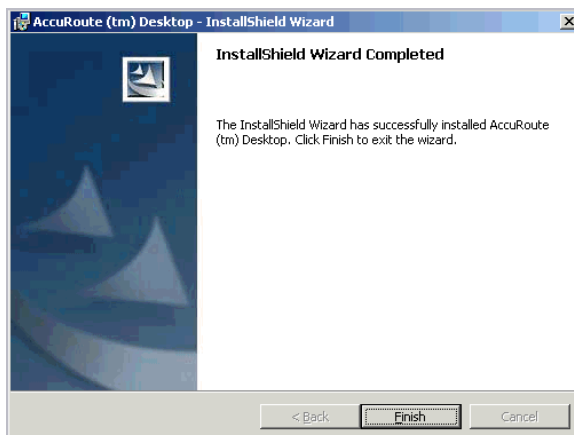 AccuRoute (tm) Desktop - InstallShield Wizard
InstallShield Wizard Completed
The InstallShield Wizard has successfully installed AccuRoute
(tm) Desktop. Click Finish to exit the wizard.
< Back Finish Cancel